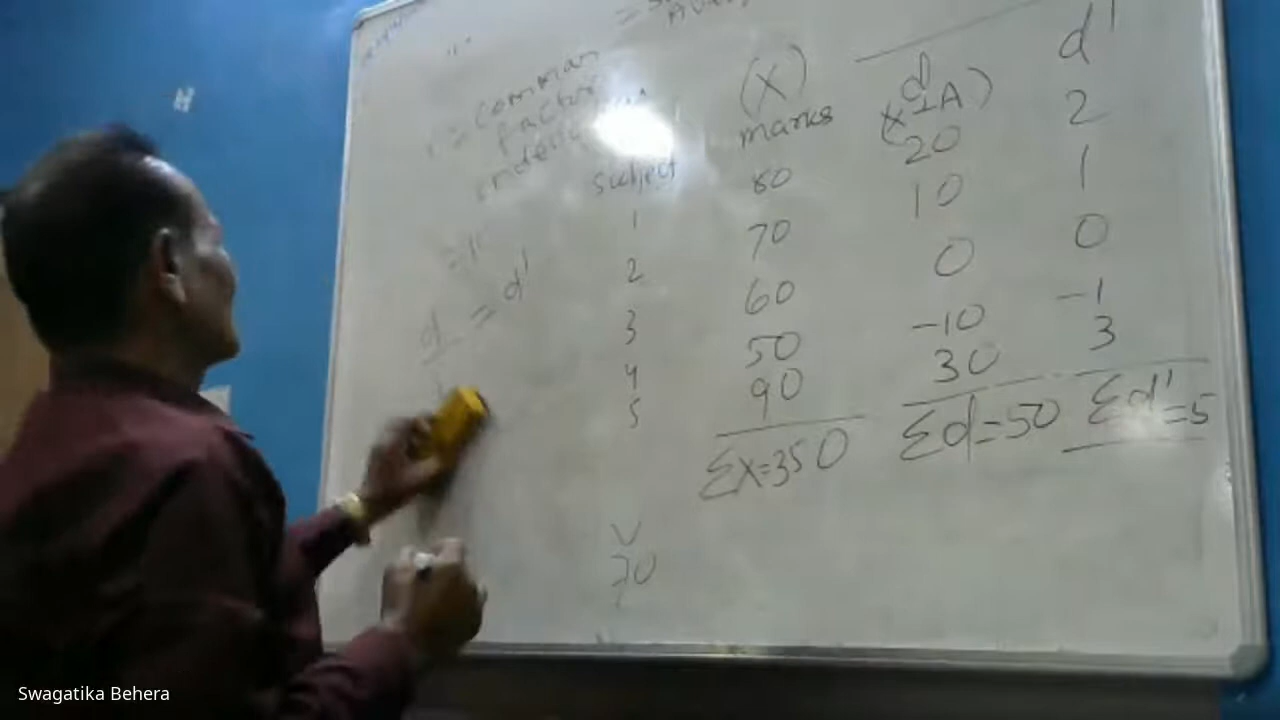 = common
factor
Subject (X) marks d (X-A) d'
1 80 20 2
2 70 10 1
3 60 0 0
4 50 -10 -1
5 90 30 3
ΣX=350 Σd=50 Σd'=5
d = d'
70
Swagatika Behera